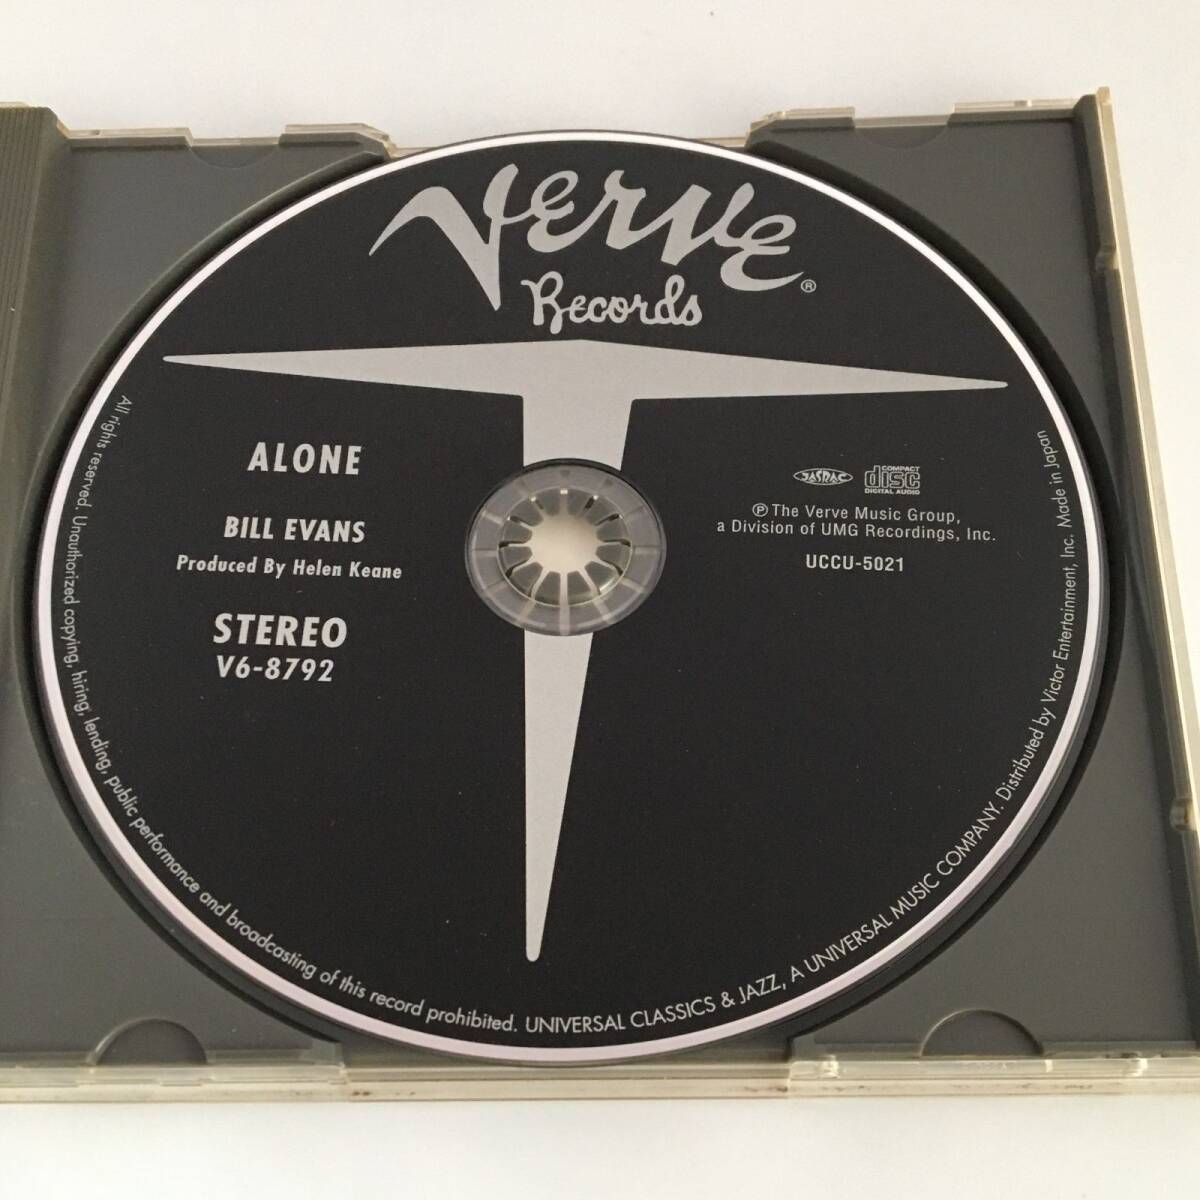 Verve
Records ®
ALONE
BILL EVANS
Produced By Helen Keane
STEREO
V6-8792
JASRAC
COMPACT
disc
DIGITAL AUDIO
℗ The Verve Music Group,
a Division of UMG Recordings, Inc.
UCCU-5021
All rights reserved. Unauthorized copying, hiring, lending, public performance and broadcasting of this record prohibited. UNIVERSAL CLASSICS & JAZZ, A UNIVERSAL MUSIC COMPANY. Distributed by Victor Entertainment, Inc. Made in Japan